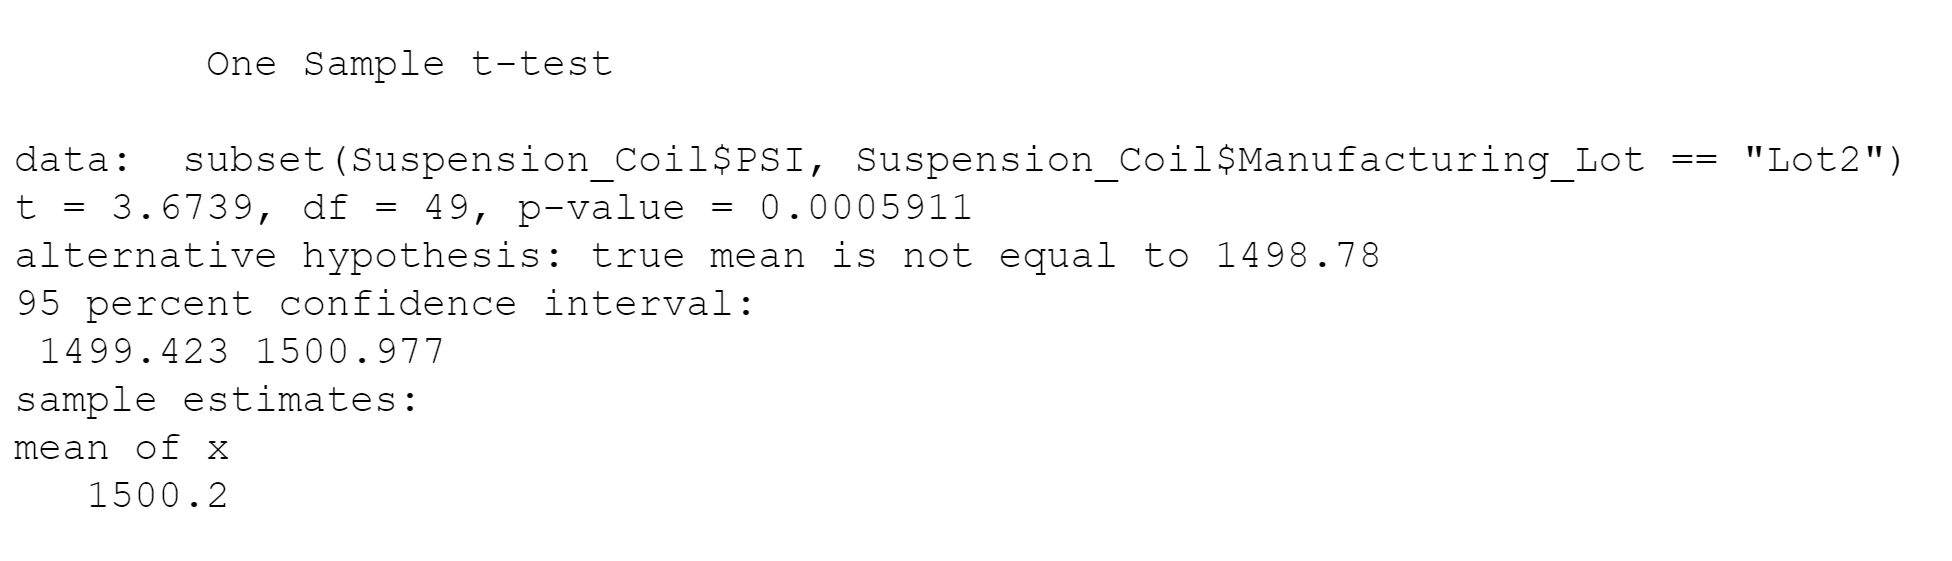 One Sample t-test
data:  subset(Suspension_Coil$PSI, Suspension_Coil$Manufacturing_Lot == "Lot2")
t = 3.6739, df = 49, p-value = 0.0005911
alternative hypothesis: true mean is not equal to 1498.78
95 percent confidence interval:
1499.423 1500.977
sample estimates:
mean of x
1500.2